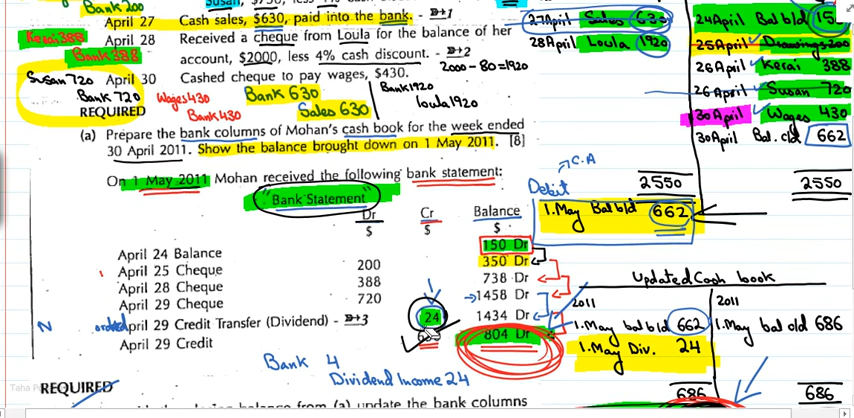 Bank 200
Susan,
April 27 Cash sales, $630, paid into the bank. -
Kerai 388
April 28 Received a cheque from Loula for the balance of her
Bank 388
account, $2000, less 4% cash discount.
2000 - 80 = 1920
Susan 720
April 30 Cashed cheque to pay wages, $430.
Bank 720
Wages 430
Bank 430
Bank 630
Sales 630
Bank 1920
loula 1920
REQUIRED
(a) Prepare the bank columns of Mohan's cash book for the week ended
30 April 2011. Show the balance brought down on 1 May 2011. [8]
On 1 May 2011 Mohan received the following bank statement:
"Bank Statement"
Dr Cr Balance
$ $ $
April 24 Balance 150 Dr
April 25 Cheque 200 350 Dr
April 28 Cheque 388 738 Dr
April 29 Cheque 720 1458 Dr
April 29 Credit Transfer (Dividend) - 24 1434 Dr
April 29 Credit 804 Dr
Bank 4
Dividend Income 24
Taha
REQUIRED
balance from (a) update the bank columns
27 April Sales 630
28 April Loula 1920
24 April Bal b/d 15
25 April Drawings 200
26 April Kerai 388
26 April Susan 720
30 April Wages 430
30 April Bal. c/d 662
2550 2550
Debit
C.A
1. May Bal b/d 662
Updated Cash book
2011 2011
1. May bal b/d 662 1. May bal c/d 686
1. May Div. 24
686 686